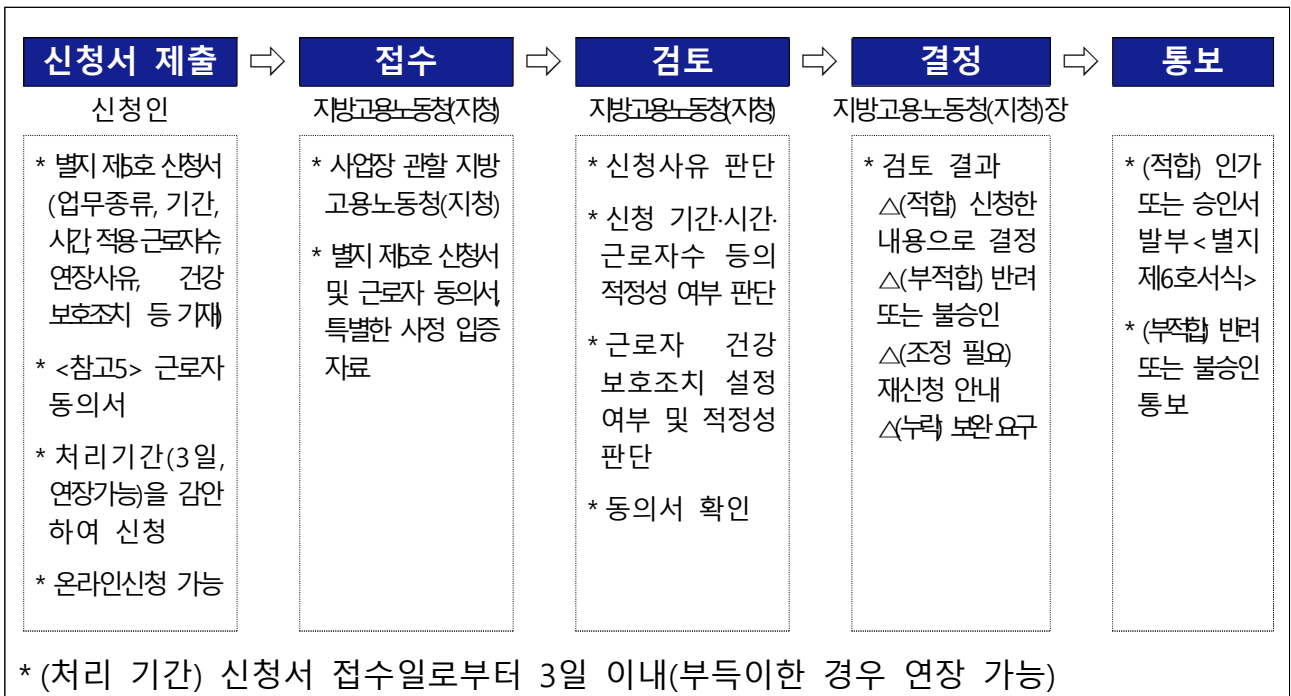 신청서 제출 ⇨ 접수 ⇨ 검토 ⇨ 결정 ⇨ 통보
신청인
* 별지 제5호 신청서
(업무종류, 기간,
시간, 적용 근로자수,
연장사유, 건강
보호조치 등 기재)
* <참고5> 근로자
동의서
* 처리기간(3일,
연장가능)을 감안
하여 신청
* 온라인신청 가능
지방고용노동청(지청)
* 사업장 관할 지방
고용노동청(지청)
* 별지 제5호 신청서
및 근로자 동의서,
특별한 사정 입증
자료
지방고용노동청(지청)
* 신청사유 판단
* 신청 기간·시간·
근로자수 등의
적정성 여부 판단
* 근로자 건강
보호조치 설정
여부 및 적정성
판단
* 동의서 확인
지방고용노동청(지청)장
* 검토 결과
△(적합) 신청한
내용으로 결정
△(부적합) 반려
또는 불승인
△(조정 필요)
재신청 안내
△(누락) 보완 요구
* (적합) 인가
또는 승인서
발부<별지
제6호서식>
* (부적합) 반려
또는 불승인
통보
* (처리 기간) 신청서 접수일로부터 3일 이내(부득이한 경우 연장 가능)